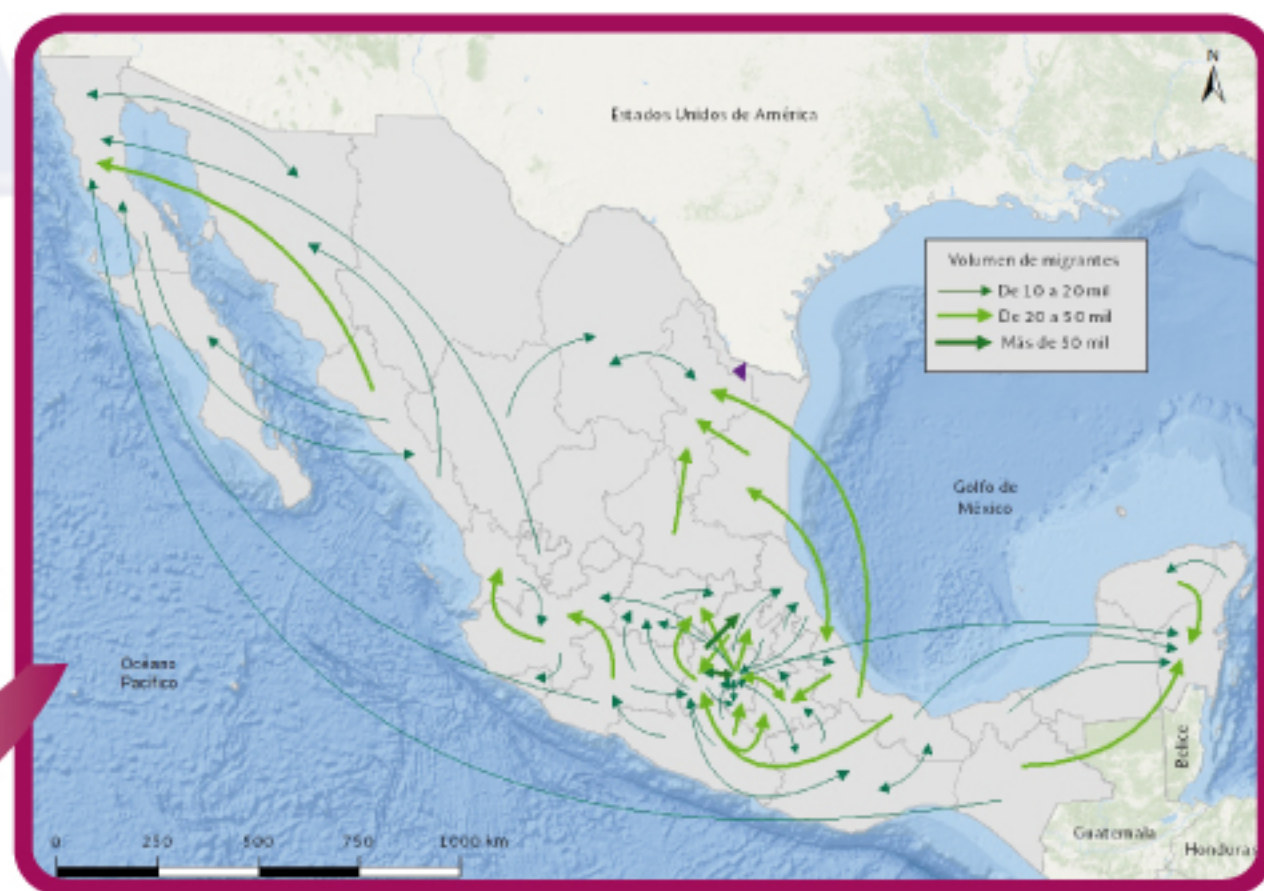 N
Estados Unidos de América
Volumen de migrantes
De 10 a 20 mil
De 20 a 50 mil
Más de 50 mil
Golfo de
México
Océano
Pacífico
Belice
0 250 500 750 1000 km
Guatemala
Honduras